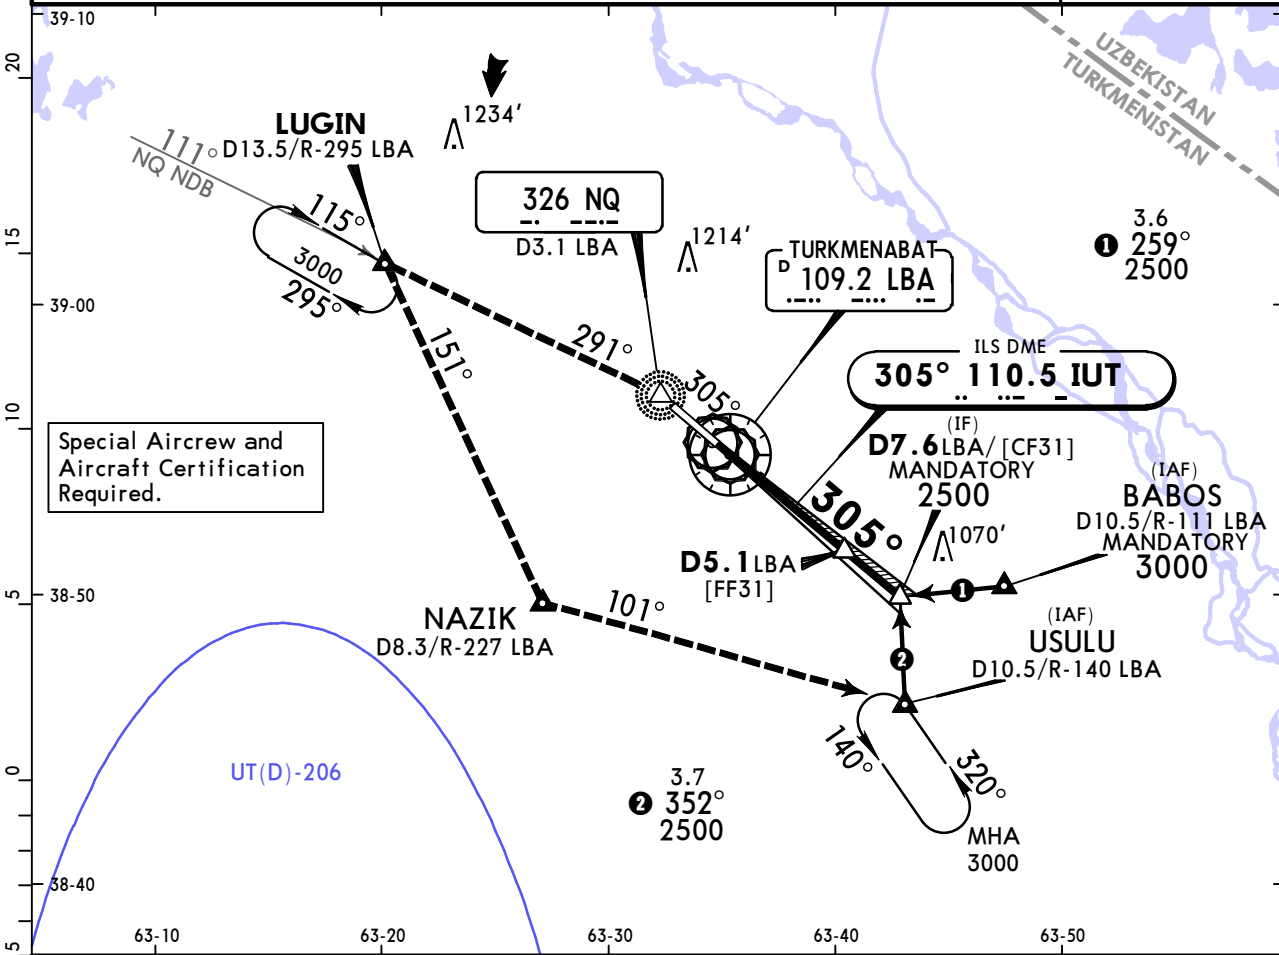 39-10
20
UZBEKISTAN
TURKMENISTAN
1234'
LUGIN
D13.5/R-295 LBA
111°
NQ NDB
326 NQ
D3.1 LBA
115°
3000
295°
15
1214'
TURKMENABAT
D 109.2 LBA
3.6
1 259°
2500
39-00
151°
291°
305°
ILS DME
305° 110.5 IUT
10
Special Aircrew and
Aircraft Certification
Required.
(IF)
D7.6LBA/[CF31]
MANDATORY
2500
305°
(IAF)
BABOS
D10.5/R-111 LBA
MANDATORY
3000
1070'
D5.1LBA
[FF31]
5
38-50
1
NAZIK
D8.3/R-227 LBA
101°
(IAF)
USULU
D10.5/R-140 LBA
2
140°
320°
UT(D)-206
0
3.7
2 352°
2500
MHA
3000
38-40
5
63-10
63-20
63-30
63-40
63-50